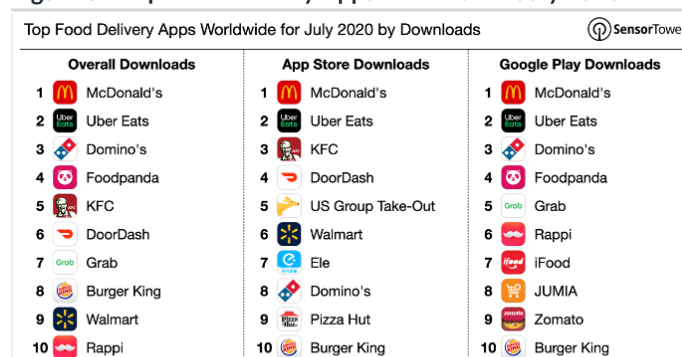 Top Food Delivery Apps Worldwide for July 2020 by Downloads
SensorTowe
Overall Downloads
1 McDonald's
2 Uber Eats
3 Domino's
4 Foodpanda
5 KFC
6 DoorDash
7 Grab
8 Burger King
9 Walmart
10 Rappi
App Store Downloads
1 McDonald's
2 Uber Eats
3 KFC
4 DoorDash
5 US Group Take-Out
6 Walmart
7 Ele
8 Domino's
9 Pizza Hut
10 Burger King
Google Play Downloads
1 McDonald's
2 Uber Eats
3 Domino's
4 Foodpanda
5 Grab
6 Rappi
7 iFood
8 JUMIA
9 Zomato
10 Burger King